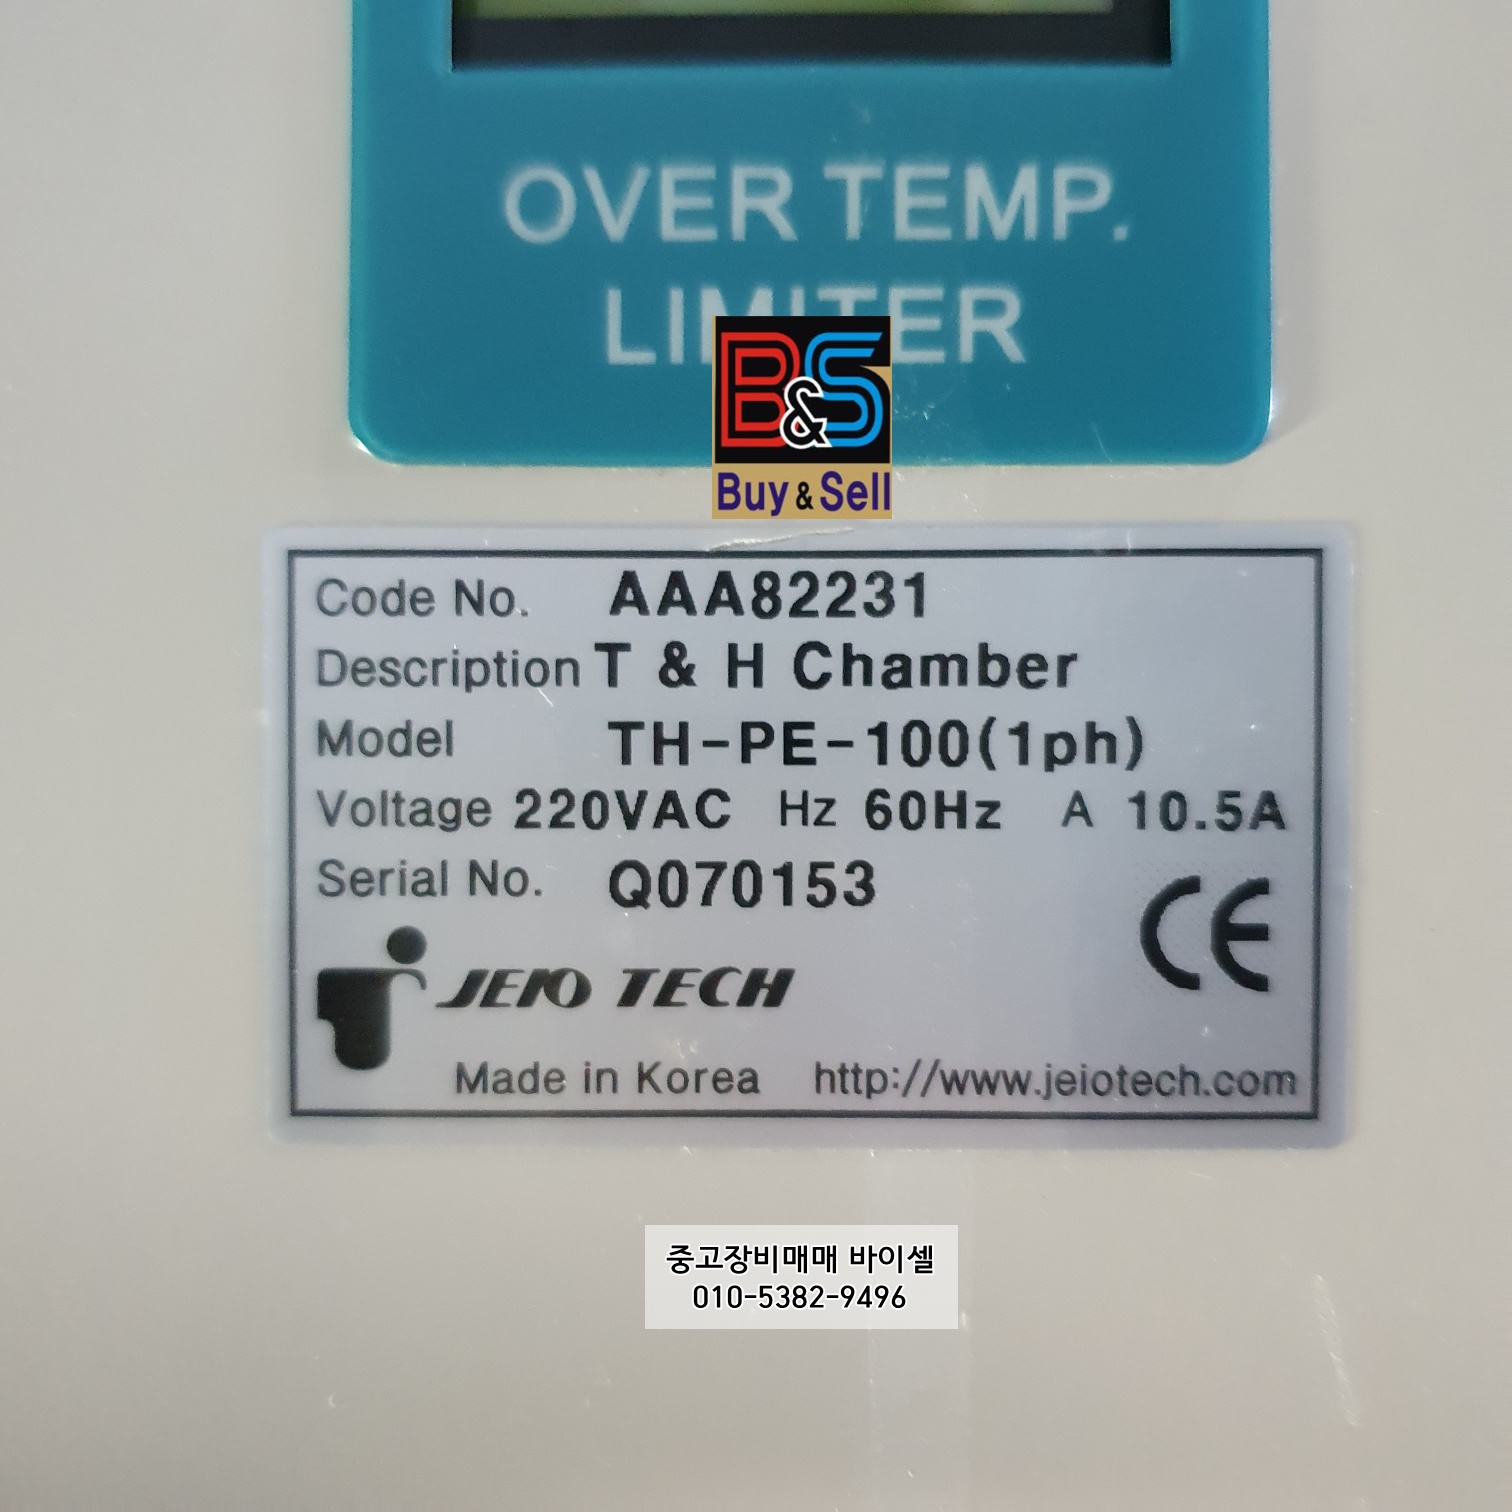 OVER TEMP.
LIMITER
B&S
Buy & Sell
Code No. AAA82231
Description T & H Chamber
Model TH-PE-100(1ph)
Voltage 220VAC Hz 60Hz A 10.5A
Serial No. Q070153
CE
JEIO TECH
Made in Korea http://www.jeiotech.com
중고장비매매 바이셀
010-5382-9496